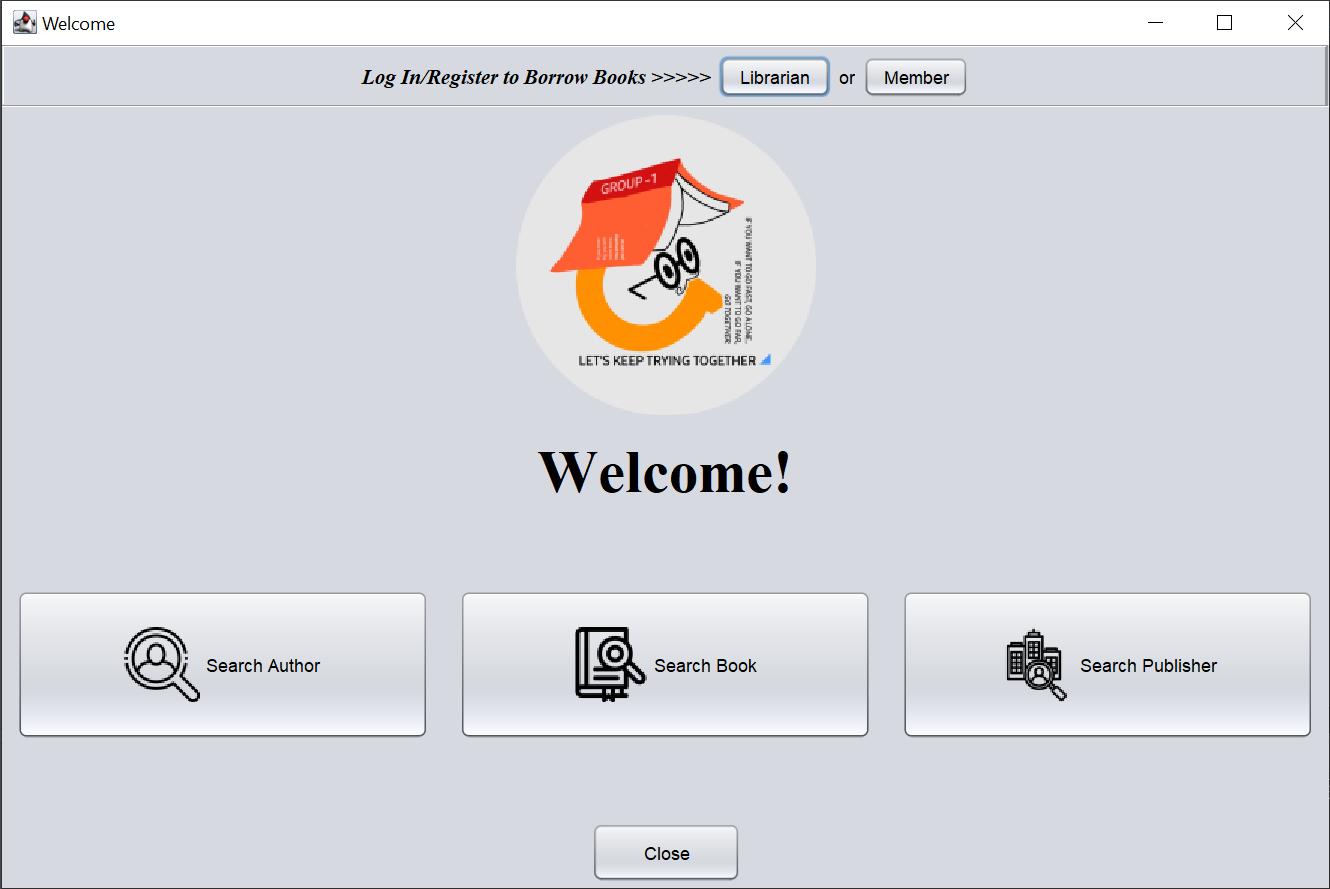 Welcome
Log In/Register to Borrow Books >>>>> Librarian or Member
GROUP -1
IF YOU WANT TO GO FAST, GO ALONE...
IF YOU WANT TO GO FAR,
GO TOGETHER
LET'S KEEP TRYING TOGETHER
Welcome!
Search Author
Search Book
Search Publisher
Close